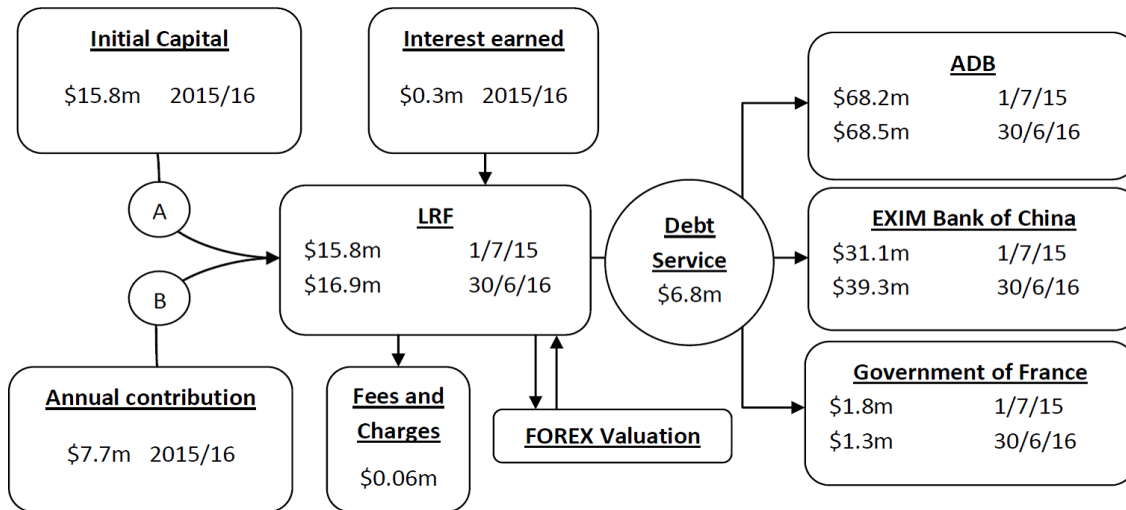 Initial Capital
$15.8m 2015/16
Interest earned
$0.3m 2015/16
ADB
$68.2m 1/7/15
$68.5m 30/6/16
A
LRF
$15.8m 1/7/15
$16.9m 30/6/16
Debt
Service
$6.8m
EXIM Bank of China
$31.1m 1/7/15
$39.3m 30/6/16
B
Annual contribution
$7.7m 2015/16
Fees and
Charges
$0.06m
FOREX Valuation
Government of France
$1.8m 1/7/15
$1.3m 30/6/16